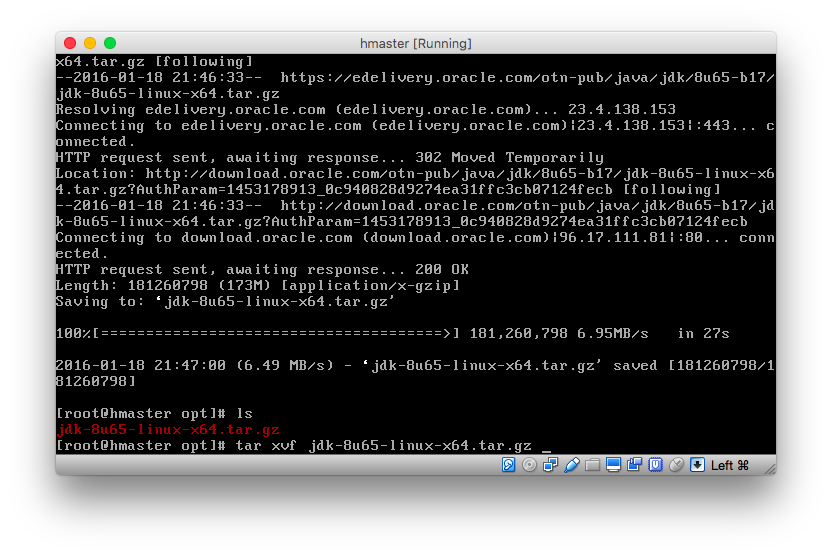 hmaster [Running]
x64.tar.gz [following]
--2016-01-18 21:46:33--  https://edelivery.oracle.com/otn-pub/java/jdk/8u65-b17/
jdk-8u65-linux-x64.tar.gz
Resolving edelivery.oracle.com (edelivery.oracle.com)... 23.4.138.153
Connecting to edelivery.oracle.com (edelivery.oracle.com)|23.4.138.153|:443... c
onnected.
HTTP request sent, awaiting response... 302 Moved Temporarily
Location: http://download.oracle.com/otn-pub/java/jdk/8u65-b17/jdk-8u65-linux-x6
4.tar.gz?AuthParam=1453178913_0c940828d9274ea31ffc3cb07124fecb [following]
--2016-01-18 21:46:33--  http://download.oracle.com/otn-pub/java/jdk/8u65-b17/jd
k-8u65-linux-x64.tar.gz?AuthParam=1453178913_0c940828d9274ea31ffc3cb07124fecb
Connecting to download.oracle.com (download.oracle.com)|96.17.111.81|:80... conn
ected.
HTTP request sent, awaiting response... 200 OK
Length: 181260798 (173M) [application/x-gzip]
Saving to: ‘jdk-8u65-linux-x64.tar.gz’
100%[======================================>] 181,260,798 6.95MB/s   in 27s
2016-01-18 21:47:00 (6.49 MB/s) - ‘jdk-8u65-linux-x64.tar.gz’ saved [181260798/1
81260798]
[root@hmaster opt]# ls
jdk-8u65-linux-x64.tar.gz
[root@hmaster opt]# tar xvf  jdk-8u65-linux-x64.tar.gz _
Left ⌘